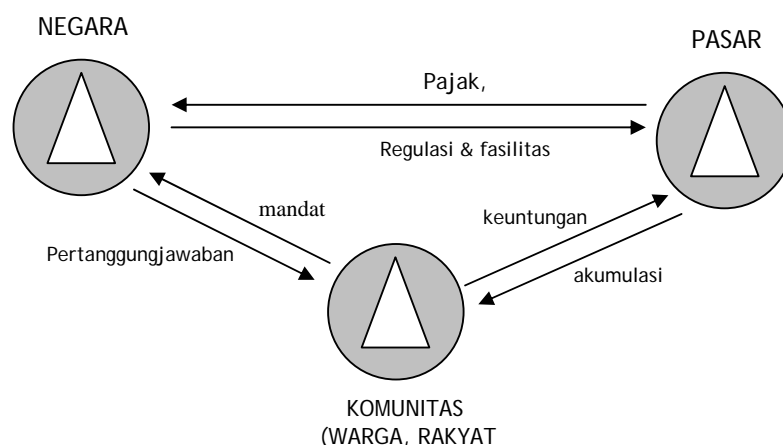 NEGARA
PASAR
Pajak,
Regulasi & fasilitas
mandat
keuntungan
Pertanggungjawaban
akumulasi
KOMUNITAS
(WARGA, RAKYAT